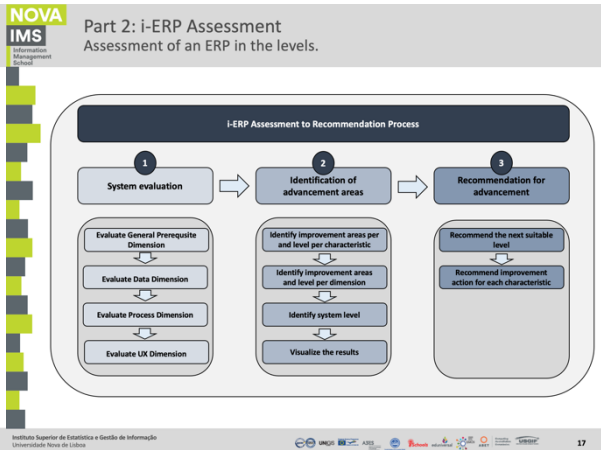 NOVA
IMS
Information
Management
School
Part 2: i-ERP Assessment
Assessment of an ERP in the levels.
i-ERP Assessment to Recommendation Process
1
System evaluation
2
Identification of
advancement areas
3
Recommendation for
advancement
Evaluate General Prerequsite
Dimension
Evaluate Data Dimension
Evaluate Process Dimension
Evaluate UX Dimension
Identify improvement areas per
and level per characteristic
Identify improvement areas
and level per dimension
Identify system level
Visualize the results
Recommend the next suitable
level
Recommend improvement
action for each characteristic
Instituto Superior de Estatística e Gestão de Informação
Universidade Nova de Lisboa
UNIGIS
A3ES
eduniversal
17